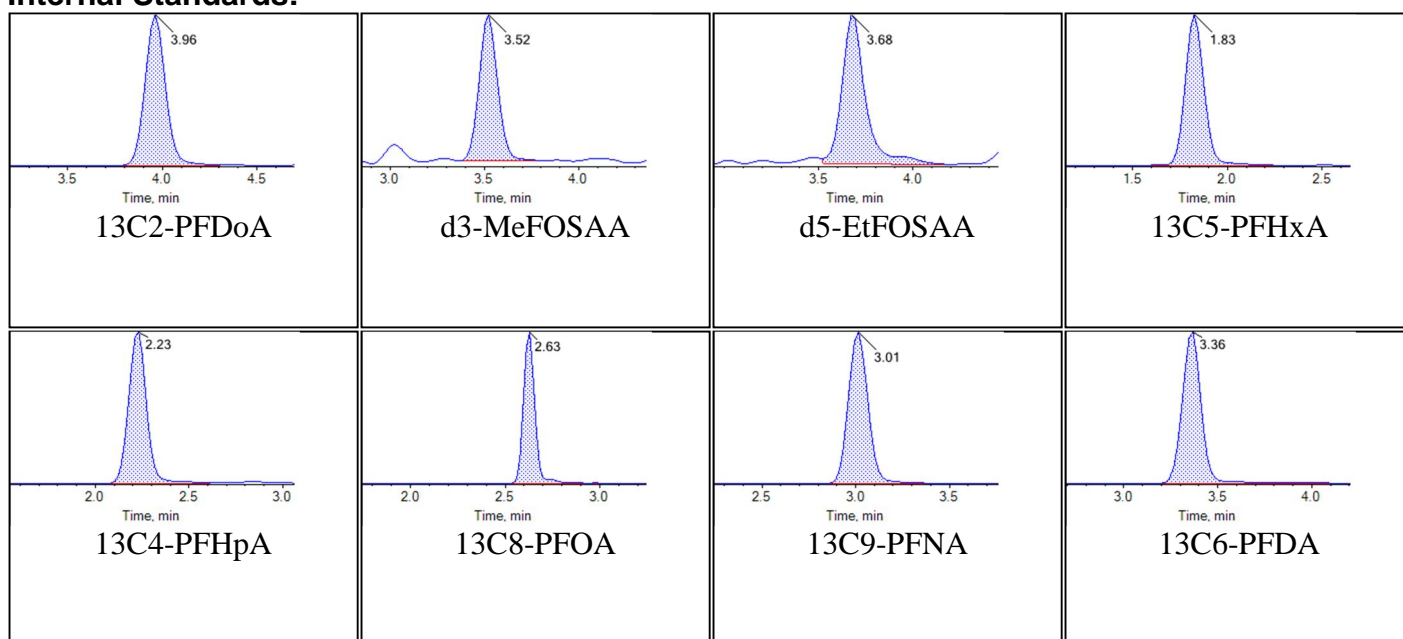 Internal Standards:
3.96
3.5 4.0 4.5
Time, min
13C2-PFDoA
3.52
3.0 3.5 4.0
Time, min
d3-MeFOSAA
3.68
3.5 4.0
Time, min
d5-EtFOSAA
1.83
1.5 2.0 2.5
Time, min
13C5-PFHxA
2.23
2.0 2.5 3.0
Time, min
13C4-PFHpA
2.63
2.0 2.5 3.0
Time, min
13C8-PFOA
3.01
2.5 3.0 3.5
Time, min
13C9-PFNA
3.36
3.0 3.5 4.0
Time, min
13C6-PFDA